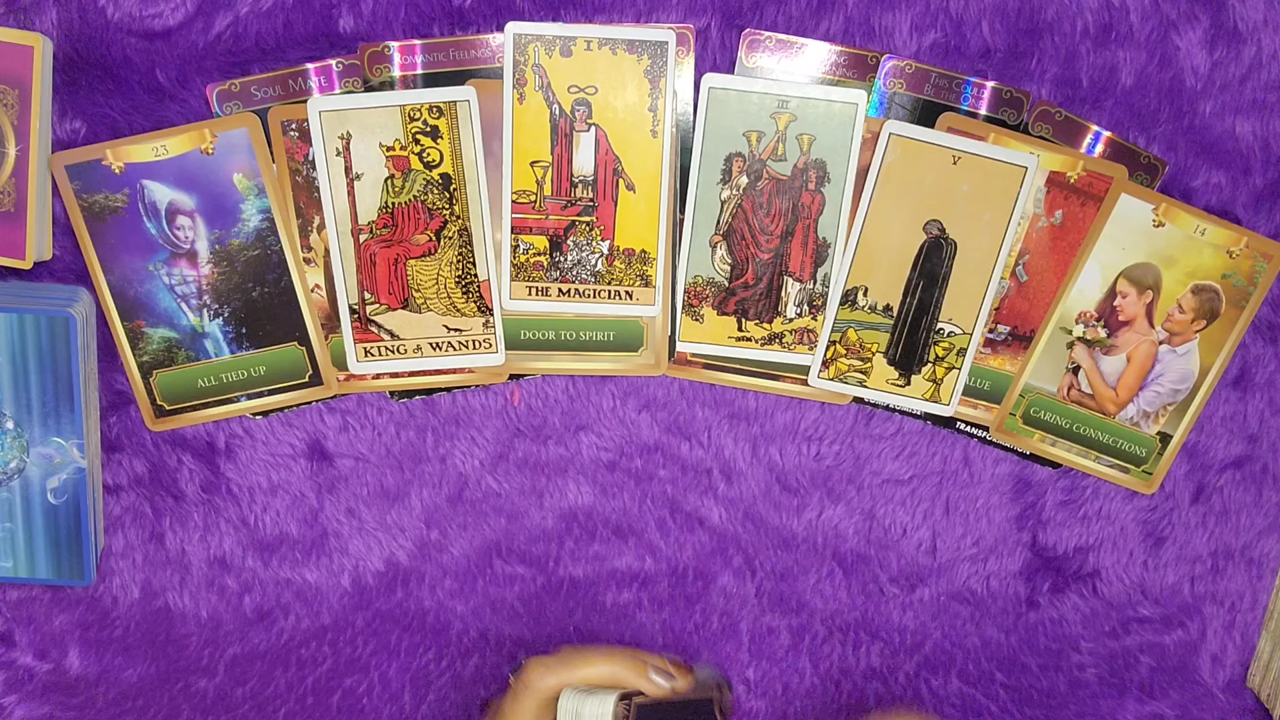 SOUL MATE
ROMANTIC FEELINGS
THIS COULD
BE THE ONE
23
ALL TIED UP
KING of WANDS
I
THE MAGICIAN.
DOOR TO SPIRIT
III
V
14
CARING CONNECTIONS
TRANSFORMATION